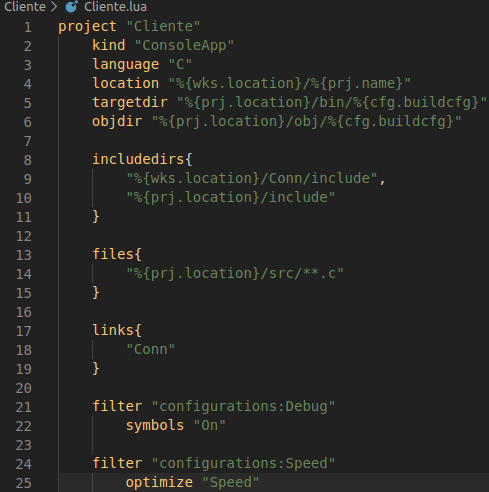 Cliente > Cliente.lua
1 project "Cliente"
2     kind "ConsoleApp"
3     language "C"
4     location "%{wks.location}/%{prj.name}"
5     targetdir "%{prj.location}/bin/%{cfg.buildcfg}"
6     objdir "%{prj.location}/obj/%{cfg.buildcfg}"
7
8     includedirs{
9         "%{wks.location}/Conn/include",
10         "%{prj.location}/include"
11     }
12
13     files{
14         "%{prj.location}/src/**.c"
15     }
16
17     links{
18         "Conn"
19     }
20
21     filter "configurations:Debug"
22         symbols "On"
23
24     filter "configurations:Speed"
25         optimize "Speed"